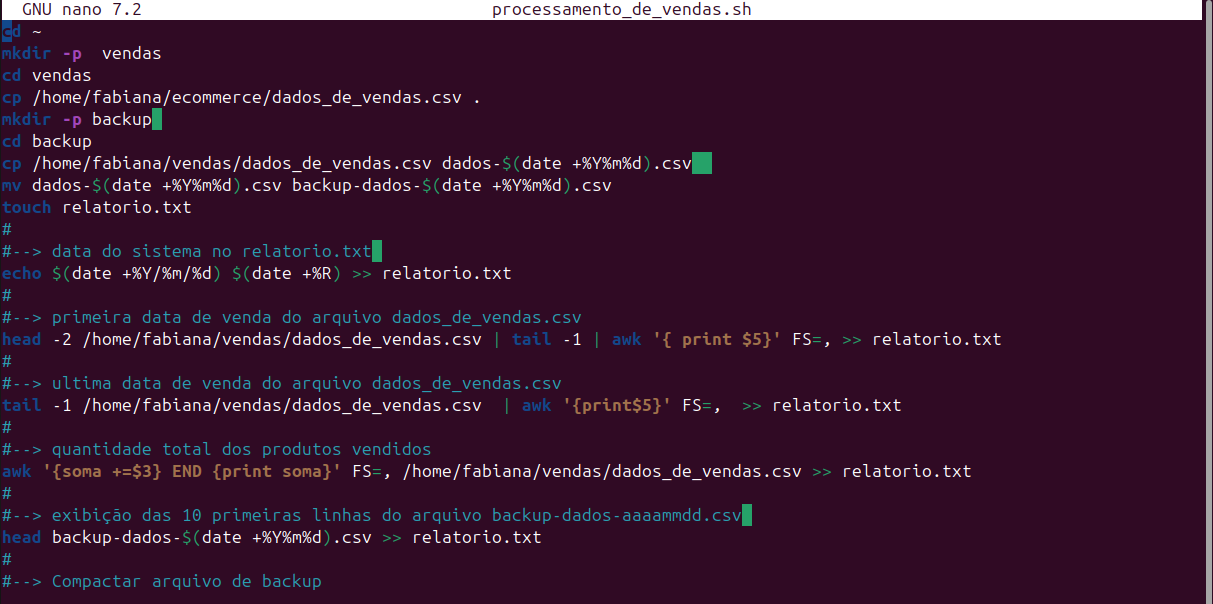 GNU nano 7.2 processamento_de_vendas.sh
cd ~
mkdir -p  vendas
cd vendas
cp /home/fabiana/ecommerce/dados_de_vendas.csv .
mkdir -p backup
cd backup
cp /home/fabiana/vendas/dados_de_vendas.csv dados-$(date +%Y%m%d).csv
mv dados-$(date +%Y%m%d).csv backup-dados-$(date +%Y%m%d).csv
touch relatorio.txt
#
#--> data do sistema no relatorio.txt
echo $(date +%Y/%m/%d) $(date +%R) >> relatorio.txt
#
#--> primeira data de venda do arquivo dados_de_vendas.csv
head -2 /home/fabiana/vendas/dados_de_vendas.csv | tail -1 | awk '{ print $5}' FS=, >> relatorio.txt
#
#--> ultima data de venda do arquivo dados_de_vendas.csv
tail -1 /home/fabiana/vendas/dados_de_vendas.csv  | awk '{print$5}' FS=,  >> relatorio.txt
#
#--> quantidade total dos produtos vendidos
awk '{soma +=$3} END {print soma}' FS=, /home/fabiana/vendas/dados_de_vendas.csv >> relatorio.txt
#
#--> exibição das 10 primeiras linhas do arquivo backup-dados-aaaammdd.csv
head backup-dados-$(date +%Y%m%d).csv >> relatorio.txt
#
#--> Compactar arquivo de backup